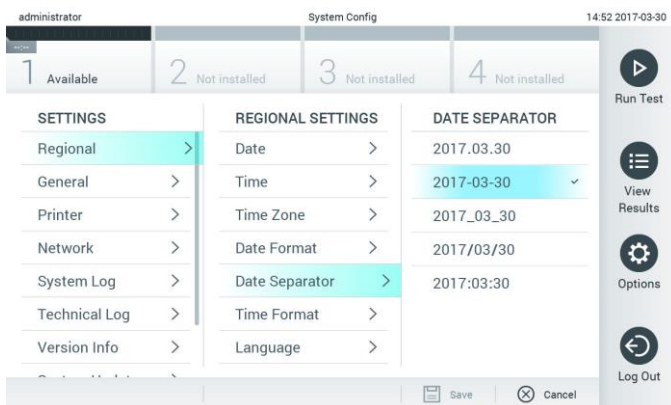 administrator System Config 14:52 2017-03-30
--:--
1 Available 2 Not installed 3 Not installed 4 Not installed
Run Test
SETTINGS
Regional
General
Printer
Network
System Log
Technical Log
Version Info
REGIONAL SETTINGS
Date
Time
Time Zone
Date Format
Date Separator
Time Format
Language
DATE SEPARATOR
2017.03.30
2017-03-30
2017_03_30
2017/03/30
2017:03:30
View
Results
Options
Log Out
Save Cancel